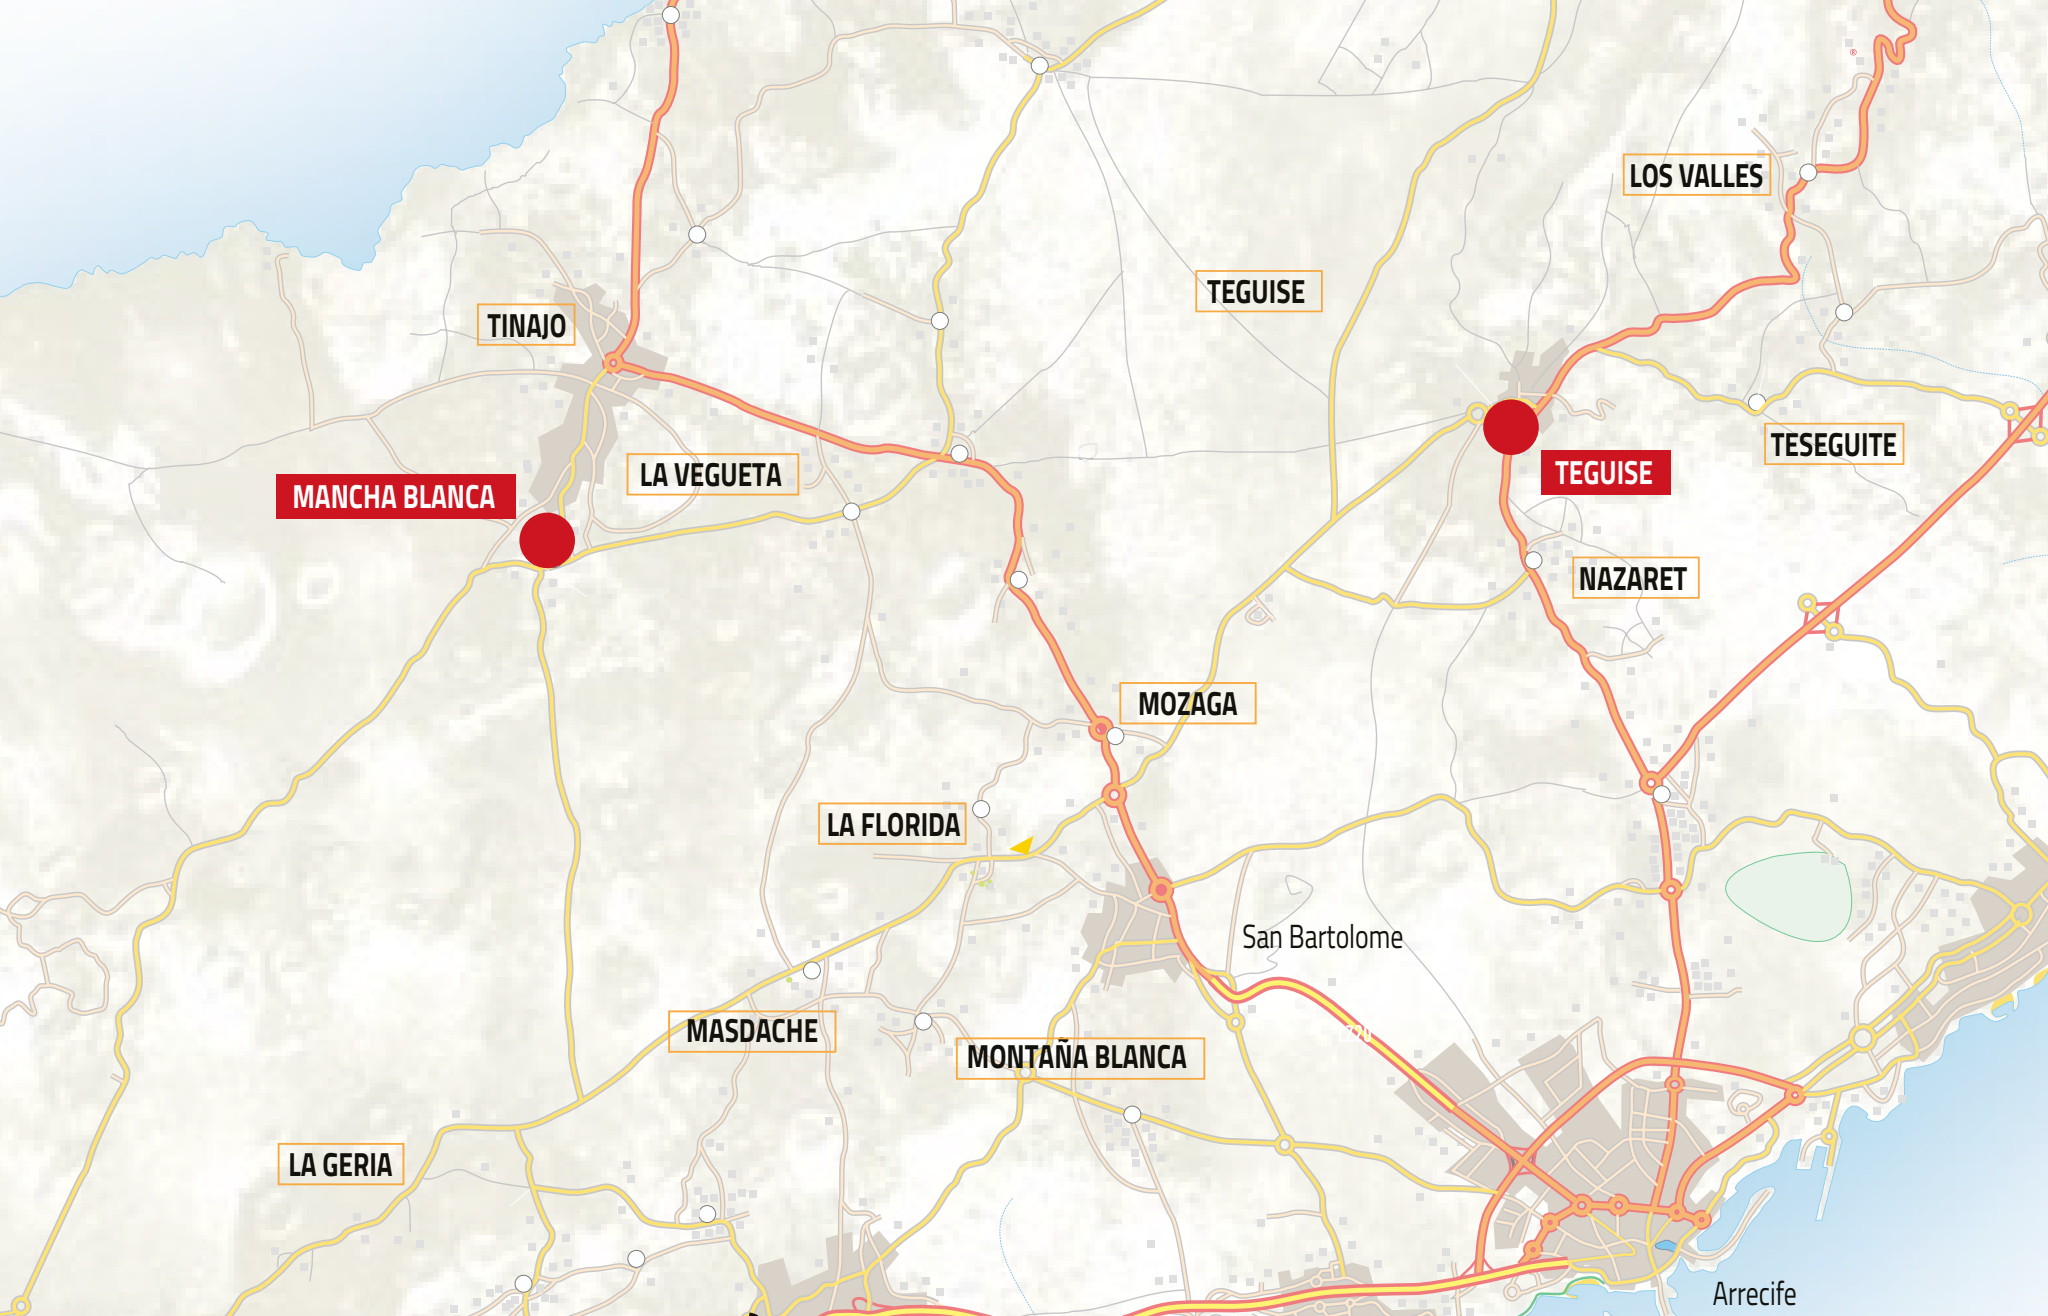 LOS VALLES
TEGUISE
TINAJO
TESEGUITE
LA VEGUETA
TEGUISE
MANCHA BLANCA
NAZARET
MOZAGA
LA FLORIDA
San Bartolome
MASDACHE
MONTAÑA BLANCA
LA GERIA
Arrecife